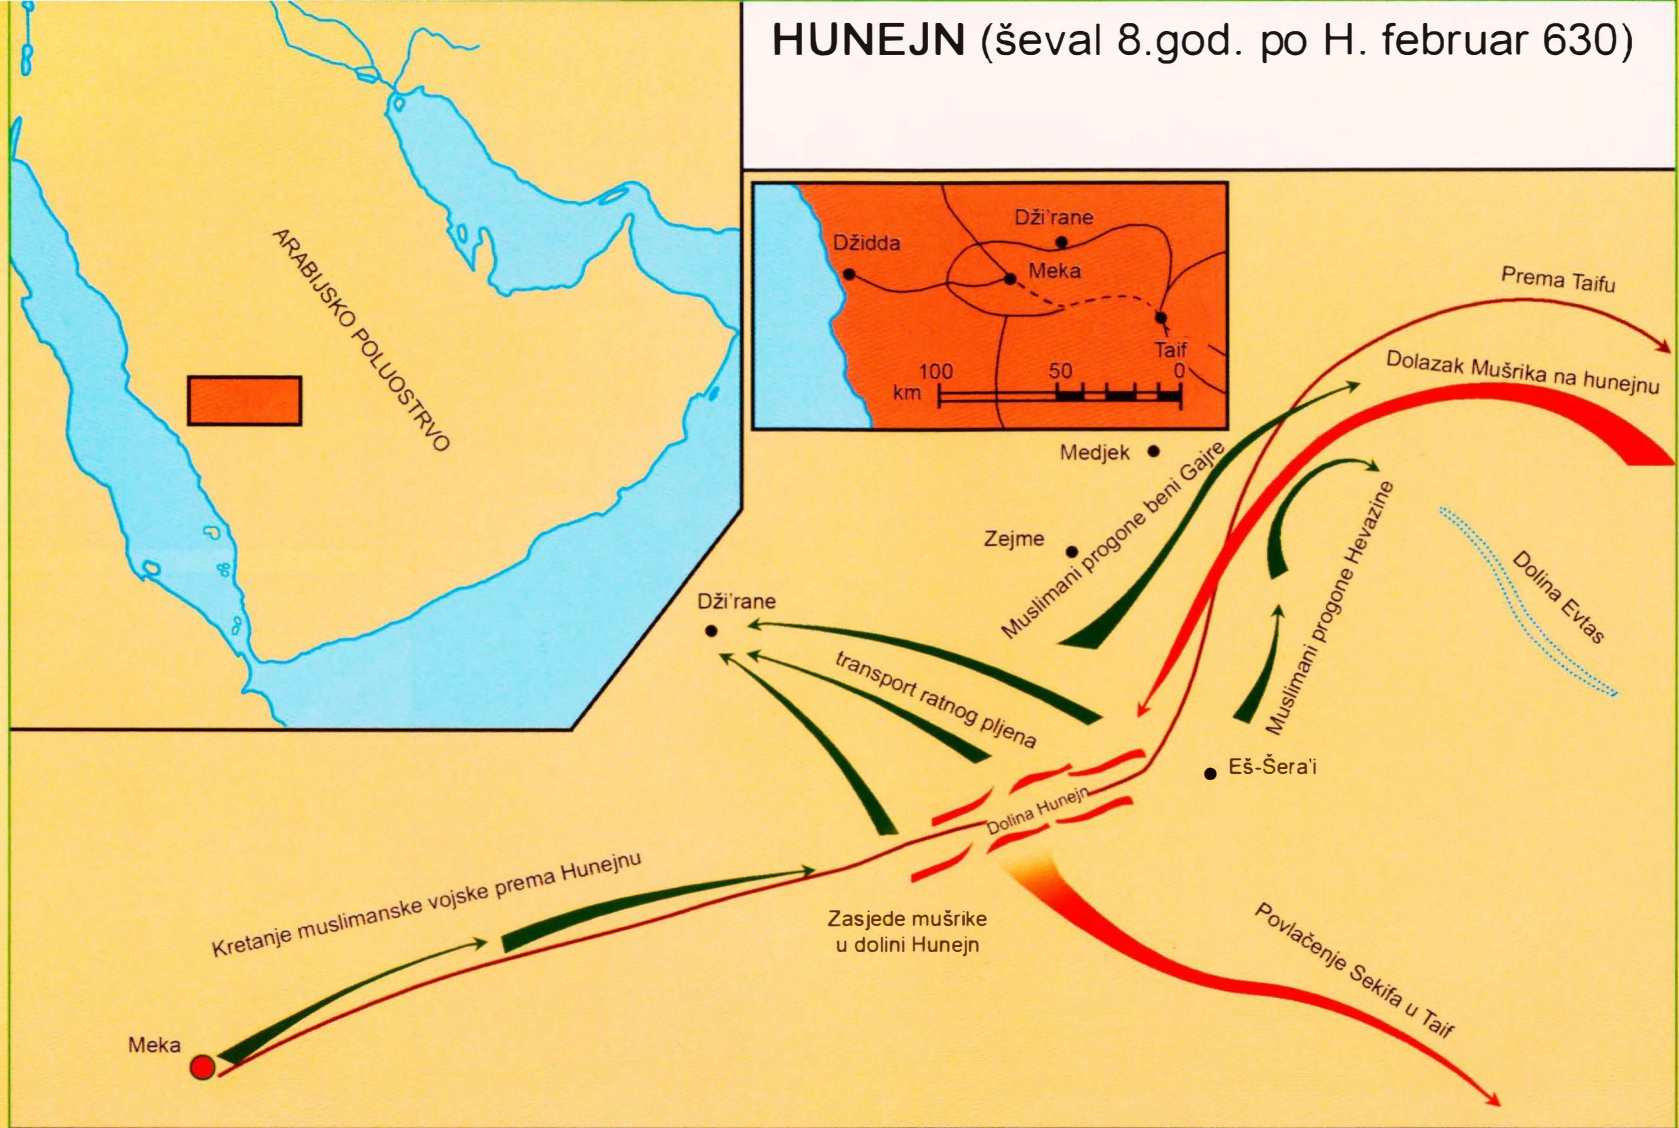 HUNEJN (ševal 8.god. po H. februar 630)
ARABIJSKO POLUOSTRVO
Dži'rane
Džidda
Meka
Taif
100 50 0
km
Prema Taifu
Dolazak Mušrika na hunejnu
Medjek
Muslimani progone beni Gajre
Zejme
Muslimani progone Hevazine
Dolina Evtas
Dži'rane
transport ratnog pljena
Eš-Šera'i
Dolina Hunejn
Kretanje muslimanske vojske prema Hunejnu
Zasjede mušrike
u dolini Hunejn
Povlačenje Sekifa u Taif
Meka